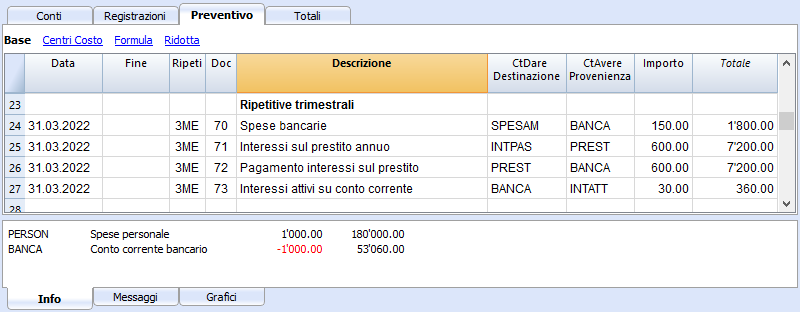 Conti Registrazioni Preventivo Totali
Base Centri Costo Formula Ridotta
Data Fine Ripeti Doc Descrizione CtDare Destinazione CtAvere Provenienza Importo Totale
23 Ripetitive trimestrali
24 31.03.2022 3ME 70 Spese bancarie SPESAM BANCA 150.00 1'800.00
25 31.03.2022 3ME 71 Interessi sul prestito annuo INTPAS PREST 600.00 7'200.00
26 31.03.2022 3ME 72 Pagamento interessi sul prestito PREST BANCA 600.00 7'200.00
27 31.03.2022 3ME 73 Interessi attivi su conto corrente BANCA INTATT 30.00 360.00
28
PERSON Spese personale 1'000.00 180'000.00
BANCA Conto corrente bancario -1'000.00 53'060.00
Info Messaggi Grafici